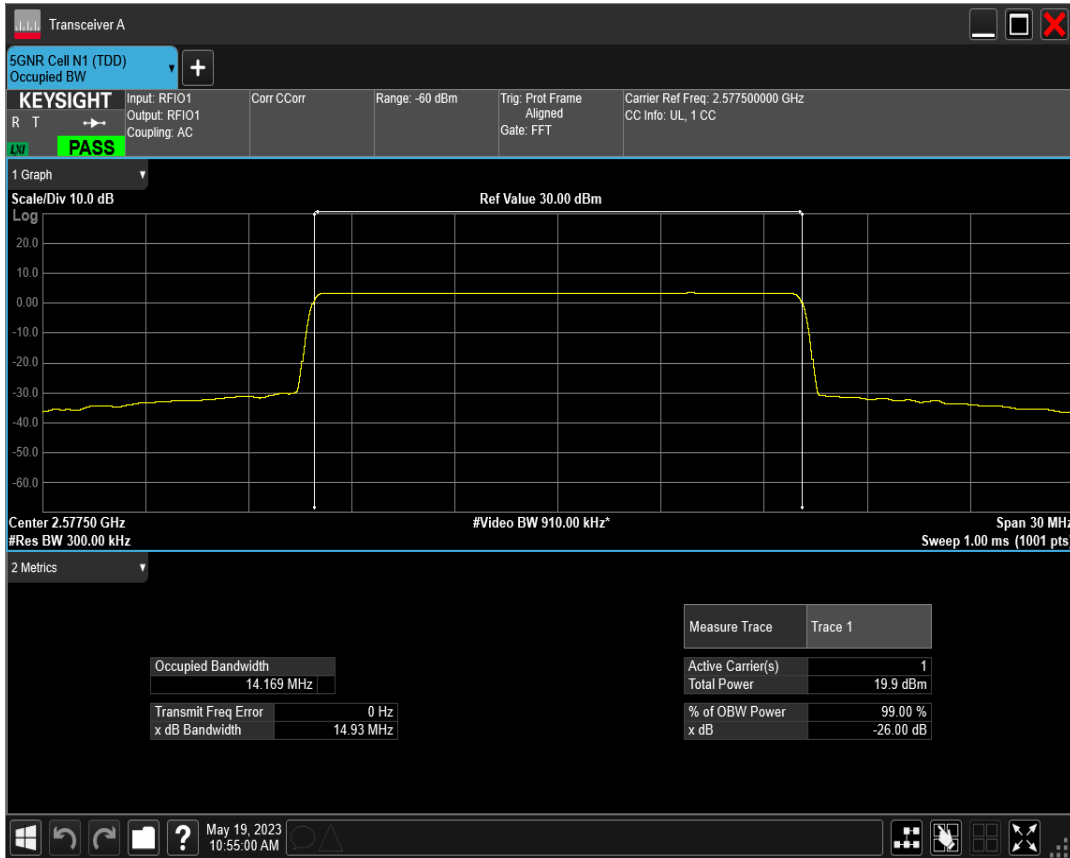 Transceiver A
5GNR Cell N1 (TDD)
Occupied BW
+
KEYSIGHT
R T
LXI
PASS
Input: RFIO1
Output: RFIO1
Coupling: AC
Corr CCorr
Range: -60 dBm
Trig: Prot Frame
Aligned
Gate: FFT
Carrier Ref Freq: 2.577500000 GHz
CC Info: UL, 1 CC
1 Graph
Scale/Div 10.0 dB
Ref Value 30.00 dBm
Log
20.0
10.0
0.00
-10.0
-20.0
-30.0
-40.0
-50.0
-60.0
Center 2.57750 GHz
#Video BW 910.00 kHz*
Span 30 MHz
#Res BW 300.00 kHz
Sweep 1.00 ms (1001 pts)
2 Metrics
Measure Trace Trace 1
Occupied Bandwidth
14.169 MHz
Active Carrier(s) 1
Total Power 19.9 dBm
Transmit Freq Error 0 Hz
x dB Bandwidth 14.93 MHz
% of OBW Power 99.00 %
x dB -26.00 dB
?
May 19, 2023
10:55:00 AM